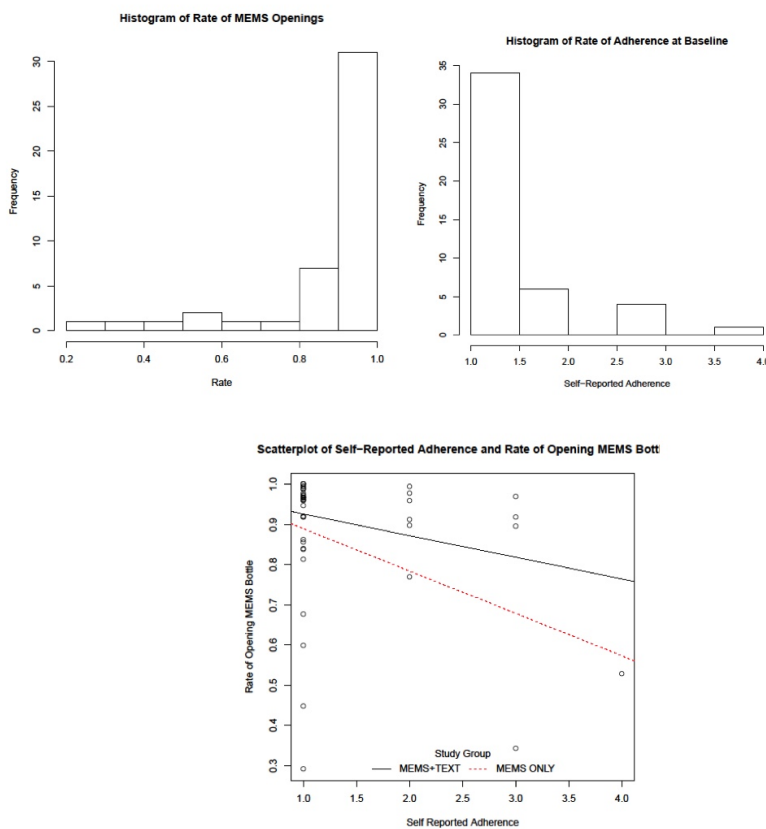 Histogram of Rate of MEMS Openings
Frequency
0 5 10 15 20 25 30
0.2 0.4 0.6 0.8 1.0
Rate
Histogram of Rate of Adherence at Baseline
Frequency
0 5 10 15 20 25 30 35
1.0 1.5 2.0 2.5 3.0 3.5 4.0
Self-Reported Adherence
Scatterplot of Self-Reported Adherence and Rate of Opening MEMS Bottl
Rate of Opening MEMS Bottle
0.3 0.4 0.5 0.6 0.7 0.8 0.9 1.0
Study Group
MEMS+TEXT MEMS ONLY
1.0 1.5 2.0 2.5 3.0 3.5 4.0
Self Reported Adherence